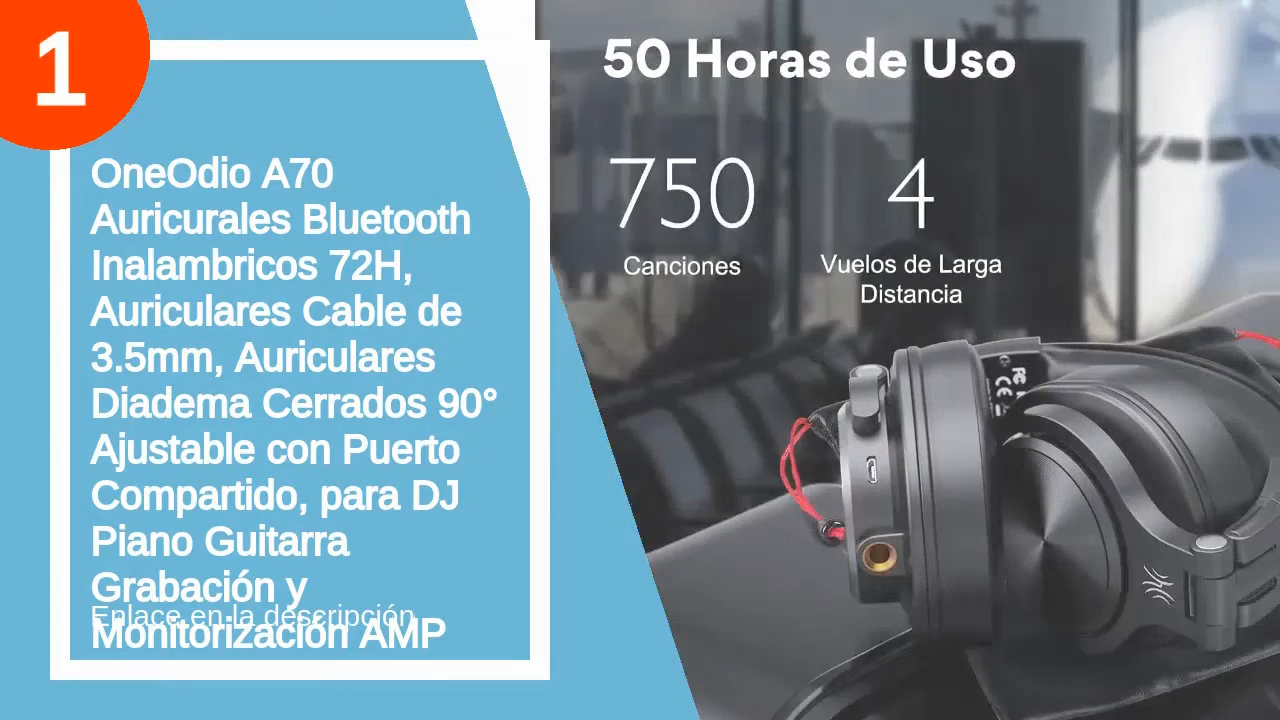 1
OneOdio A70
Auricurales Bluetooth
Inalambricos 72H,
Auriculares Cable de
3.5mm, Auriculares
Diadema Cerrados 90°
Ajustable con Puerto
Compartido, para DJ
Piano Guitarra
Grabación y
Enlace en la descripción
Monitorización AMP
50 Horas de Uso
750
Canciones
4
Vuelos de Larga
Distancia
FC CE